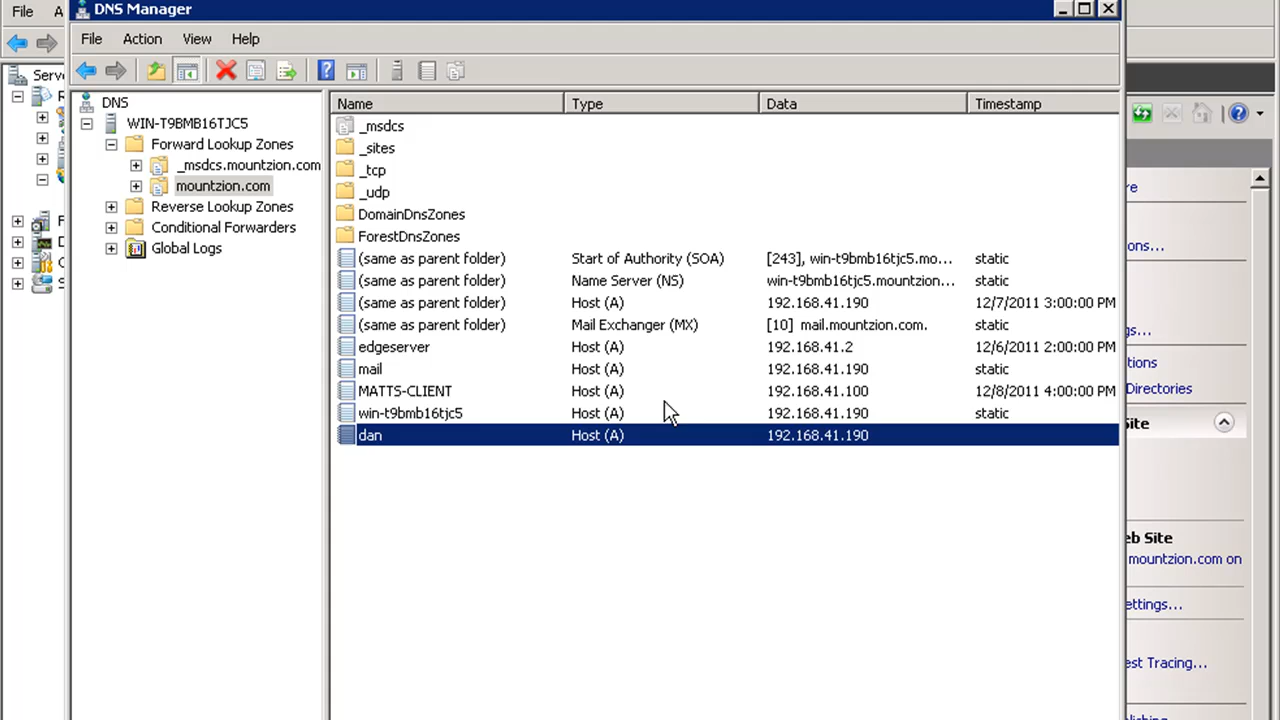 File
A
DNS Manager
File Action View Help
Serve
DNS
WIN-T9BMB16TJC5
Forward Lookup Zones
_msdcs.mountzion.com
mountzion.com
Reverse Lookup Zones
Conditional Forwarders
Global Logs
Name Type Data Timestamp
_msdcs
_sites
_tcp
_udp
DomainDnsZones
ForestDnsZones
(same as parent folder) Start of Authority (SOA) [243], win-t9bmb16tjc5.mo... static
(same as parent folder) Name Server (NS) win-t9bmb16tjc5.mountzion... static
(same as parent folder) Host (A) 192.168.41.190 12/7/2011 3:00:00 PM
(same as parent folder) Mail Exchanger (MX) [10] mail.mountzion.com. static
edgeserver Host (A) 192.168.41.2 12/6/2011 2:00:00 PM
mail Host (A) 192.168.41.190 static
MATTS-CLIENT Host (A) 192.168.41.100 12/8/2011 4:00:00 PM
win-t9bmb16tjc5 Host (A) 192.168.41.190 static
dan Host (A) 192.168.41.190
re
ons...
gs...
tions
Directories
Site
eb Site
mountzion.com on
ettings...
est Tracing...